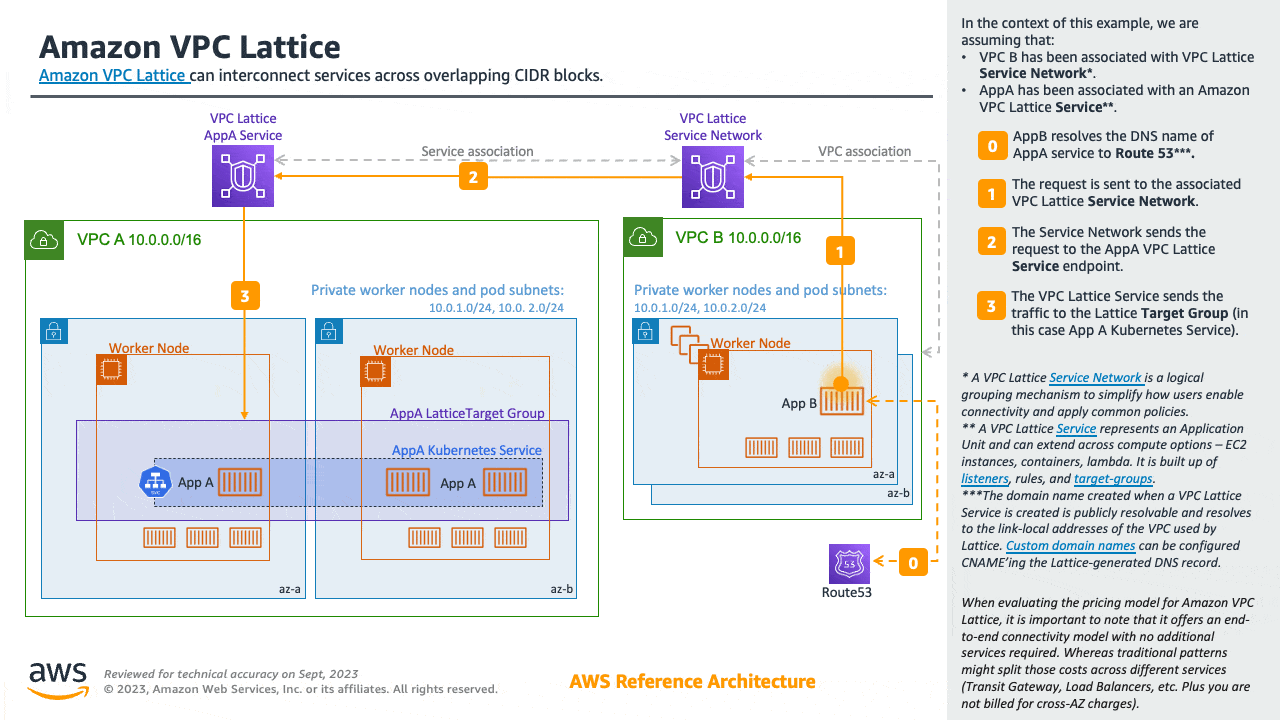 Amazon VPC Lattice
Amazon VPC Lattice can interconnect services across overlapping CIDR blocks.
VPC Lattice
AppA Service
VPC Lattice
Service Network
Service association
VPC association
2
VPC A 10.0.0.0/16
VPC B 10.0.0.0/16
1
3
Private worker nodes and pod subnets:
10.0.1.0/24, 10.0. 2.0/24
Private worker nodes and pod subnets:
10.0.1.0/24, 10.0.2.0/24
Worker Node
Worker Node
Worker Node
App B
AppA LatticeTarget Group
AppA Kubernetes Service
svc
App A
App A
az-a
az-b
az-a
az-b
53
0
Route53
aws
Reviewed for technical accuracy on Sept, 2023
© 2023, Amazon Web Services, Inc. or its affiliates. All rights reserved.
AWS Reference Architecture
In the context of this example, we are
assuming that:
• VPC B has been associated with VPC Lattice
Service Network*.
• AppA has been associated with an Amazon
VPC Lattice Service**.
0 AppB resolves the DNS name of
AppA service to Route 53***.
1 The request is sent to the associated
VPC Lattice Service Network.
2 The Service Network sends the
request to the AppA VPC Lattice
Service endpoint.
3 The VPC Lattice Service sends the
traffic to the Lattice Target Group (in
this case App A Kubernetes Service).
* A VPC Lattice Service Network is a logical
grouping mechanism to simplify how users enable
connectivity and apply common policies.
** A VPC Lattice Service represents an Application
Unit and can extend across compute options – EC2
instances, containers, lambda. It is built up of
listeners, rules, and target-groups.
***The domain name created when a VPC Lattice
Service is created is publicly resolvable and resolves
to the link-local addresses of the VPC used by
Lattice. Custom domain names can be configured
CNAME’ing the Lattice-generated DNS record.
When evaluating the pricing model for Amazon VPC
Lattice, it is important to note that it offers an end-
to-end connectivity model with no additional
services required. Whereas traditional patterns
might split those costs across different services
(Transit Gateway, Load Balancers, etc. Plus you are
not billed for cross-AZ charges).